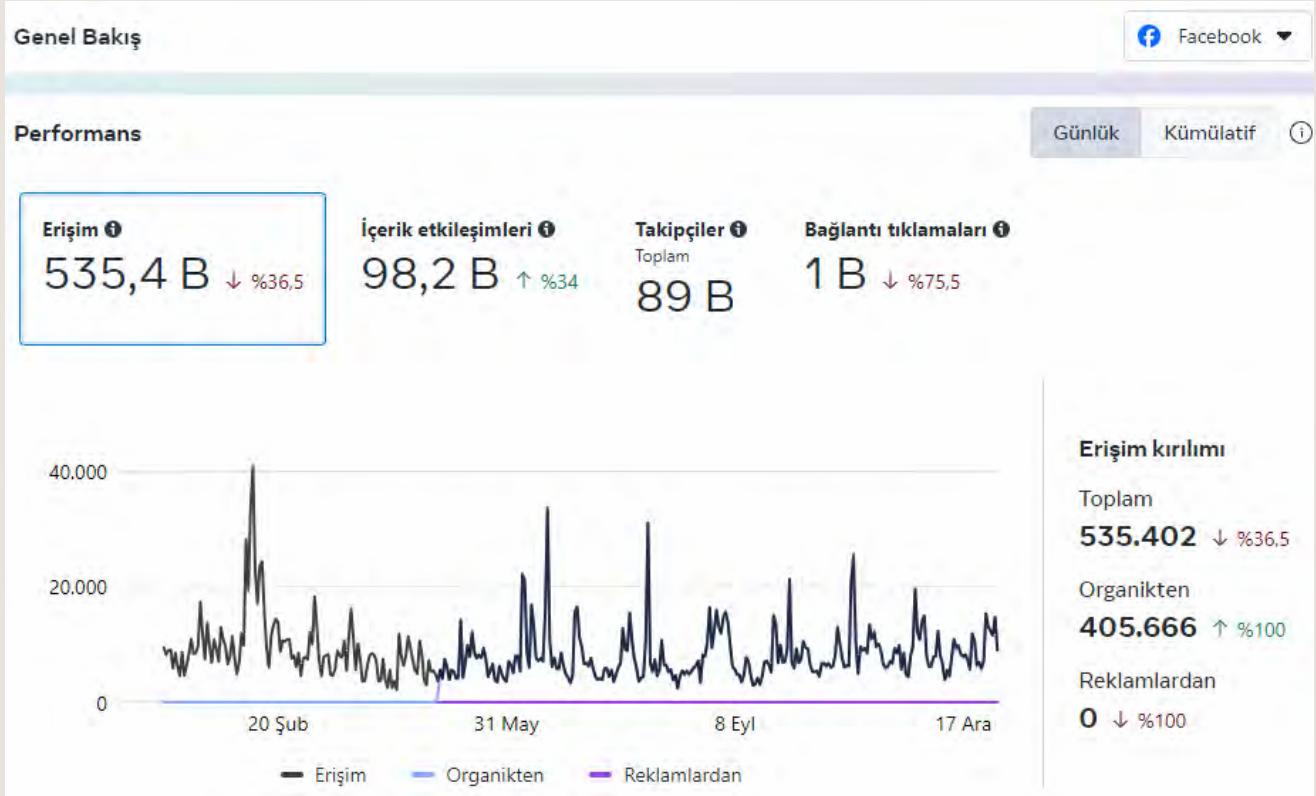 Genel Bakış
Facebook
Performans
Günlük
Kümülatif
Erişim
535,4 B ↓ %36,5
İçerik etkileşimleri
98,2 B ↑ %34
Takipçiler
Toplam
89 B
Bağlantı tıklamaları
1 B ↓ %75,5
40.000
20.000
0
20 Şub
31 May
8 Eyl
17 Ara
Erişim
Organikten
Reklamlardan
Erişim kırılımı
Toplam
535.402 ↓ %36,5
Organikten
405.666 ↑ %100
Reklamlardan
0 ↓ %100